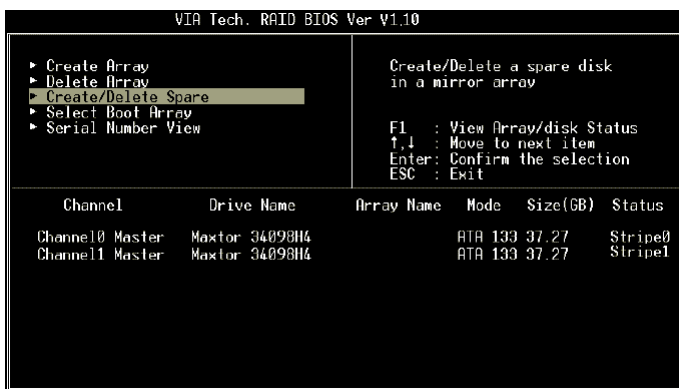 VIA Tech. RAID BIOS Ver V1.10
► Create Array
► Delete Array
► Create/Delete Spare
► Select Boot Array
► Serial Number View
Create/Delete a spare disk
in a mirror array
F1 : View Array/disk Status
↑,↓ : Move to next item
Enter: Confirm the selection
ESC : Exit
Channel Drive Name Array Name Mode Size(GB) Status
Channel0 Master Maxtor 34098H4 ATA 133 37.27 Stripe0
Channel1 Master Maxtor 34098H4 ATA 133 37.27 Stripe1